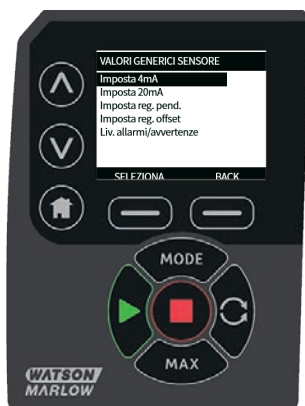 VALORI GENERICI SENSORE
Imposta 4mA
Imposta 20mA
Imposta reg. pend.
Imposta reg. offset
Liv. allarmi/avvertenze
SELEZIONA BACK
MODE
MAX
WATSON
MARLOW